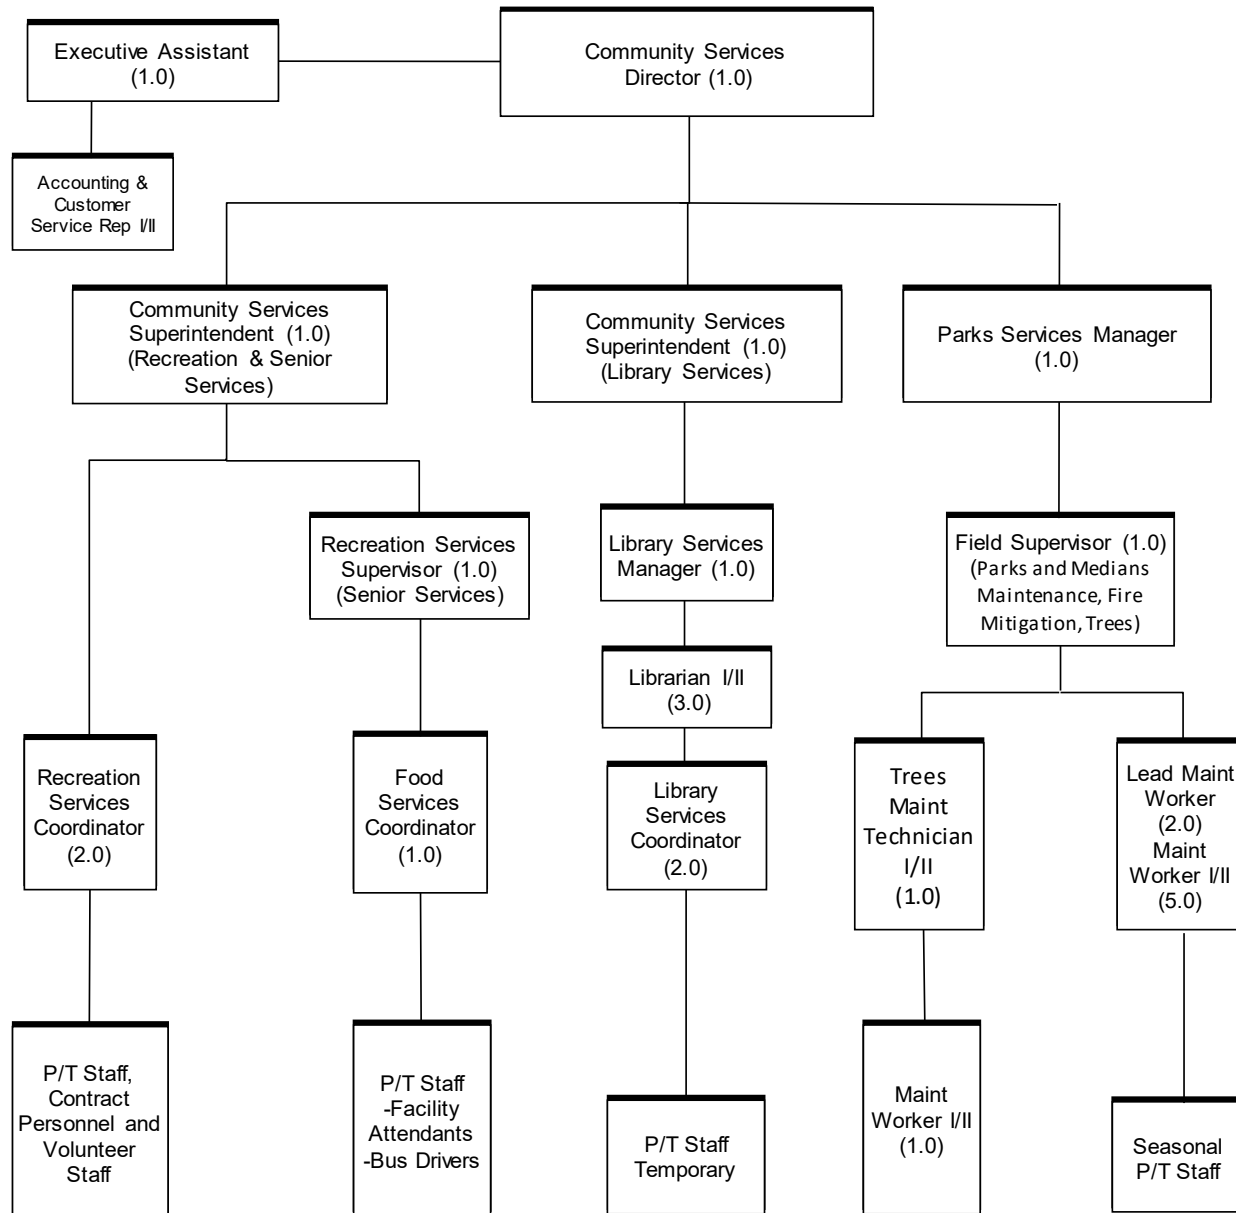 Executive Assistant
(1.0)
Community Services
Director (1.0)
Accounting &
Customer
Service Rep I/II
Community Services
Superintendent (1.0)
(Recreation & Senior
Services)
Community Services
Superintendent (1.0)
(Library Services)
Parks Services Manager
(1.0)
Recreation Services
Supervisor (1.0)
(Senior Services)
Library Services
Manager (1.0)
Field Supervisor (1.0)
(Parks and Medians
Maintenance, Fire
Mitigation, Trees)
Librarian I/II
(3.0)
Recreation
Services
Coordinator
(2.0)
Food
Services
Coordinator
(1.0)
Library
Services
Coordinator
(2.0)
Trees
Maint
Technician
I/II
(1.0)
Lead Maint
Worker
(2.0)
Maint
Worker I/II
(5.0)
P/T Staff,
Contract
Personnel and
Volunteer
Staff
P/T Staff
-Facility
Attendants
-Bus Drivers
P/T Staff
Temporary
Maint
Worker I/II
(1.0)
Seasonal
P/T Staff